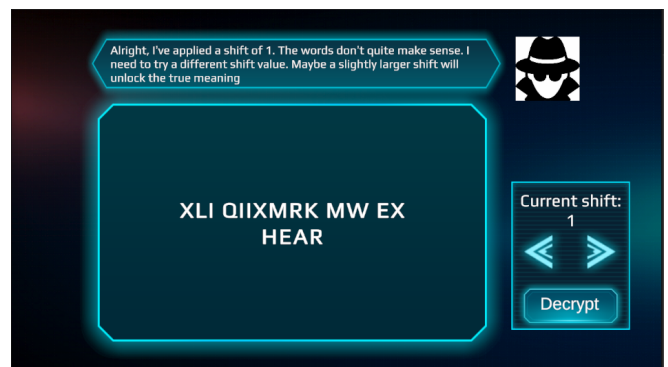 Alright, I've applied a shift of 1. The words don't quite make sense. I
need to try a different shift value. Maybe a slightly larger shift will
unlock the true meaning
XLI QIIXMRK MW EX
HEAR
Current shift:
1
Decrypt